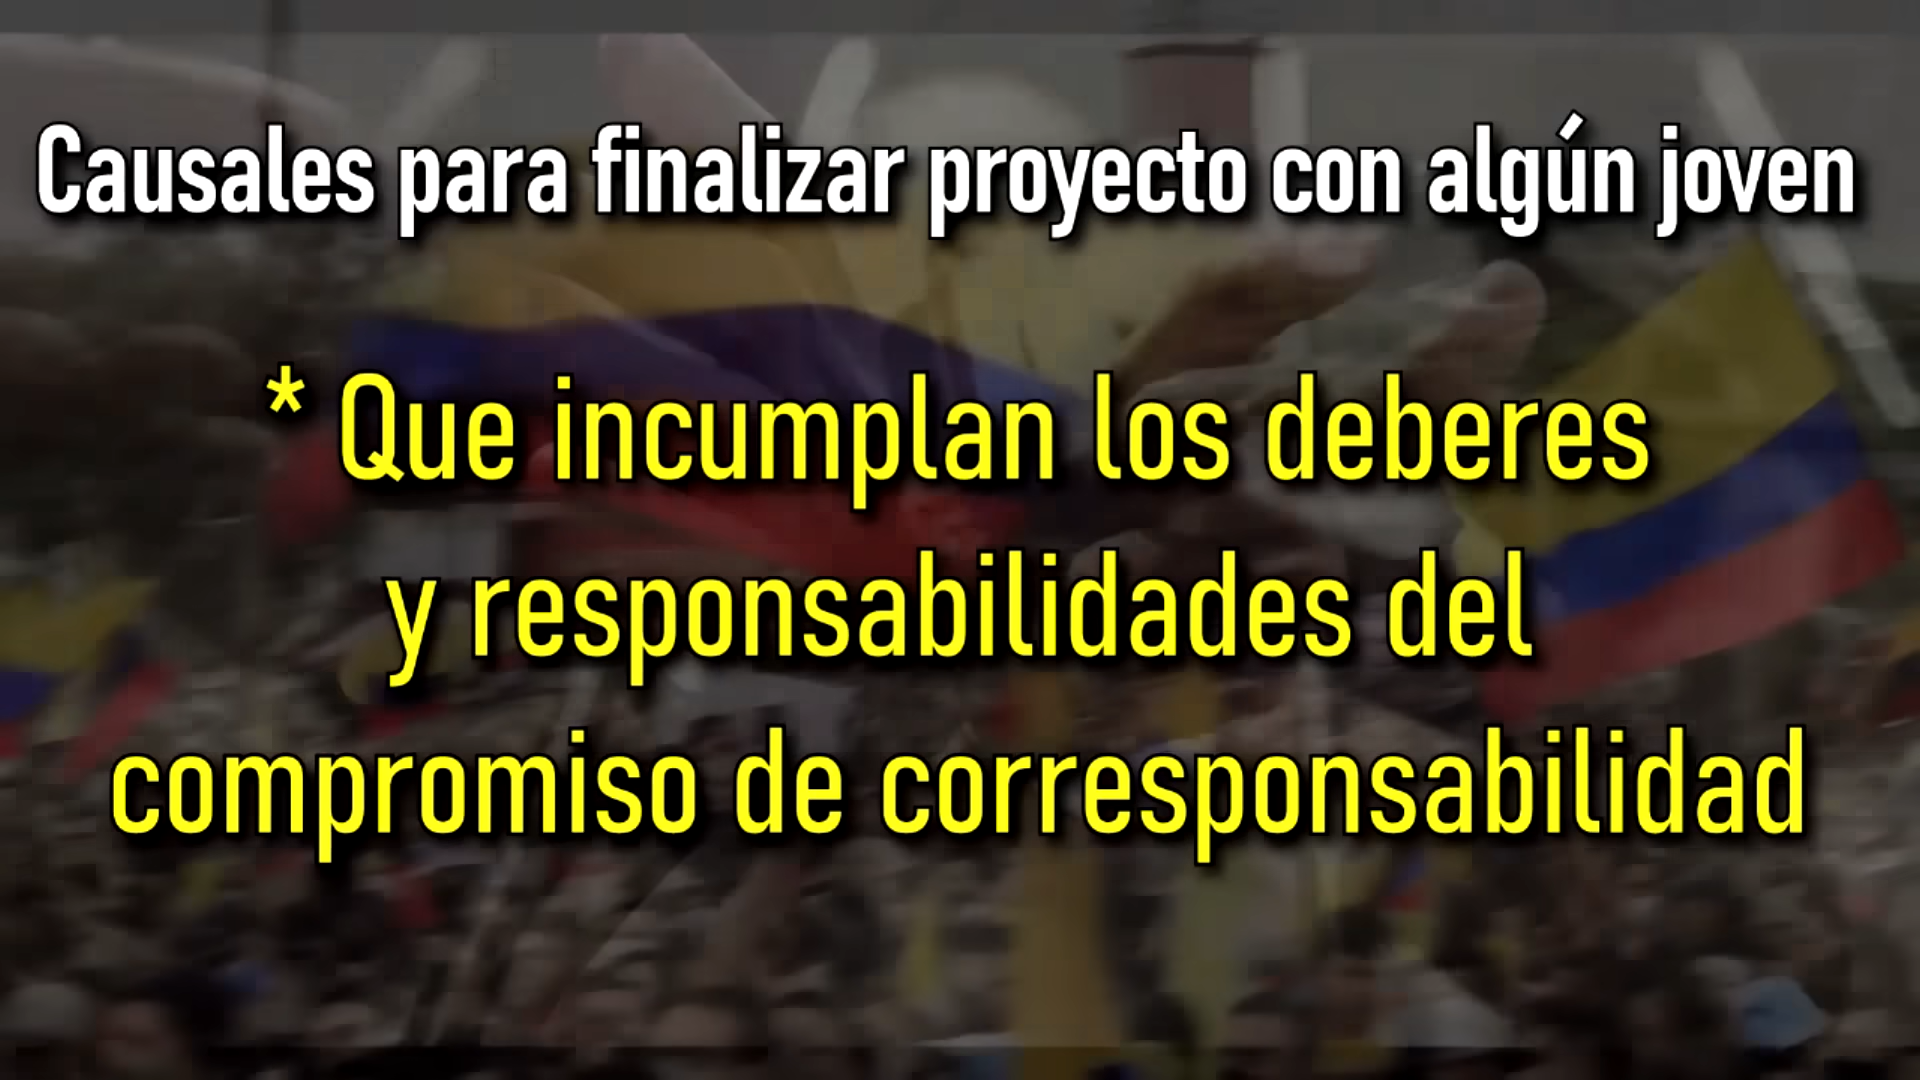 Causales para finalizar proyecto con algún joven
* Que incumplan los deberes
y responsabilidades del
compromiso de corresponsabilidad